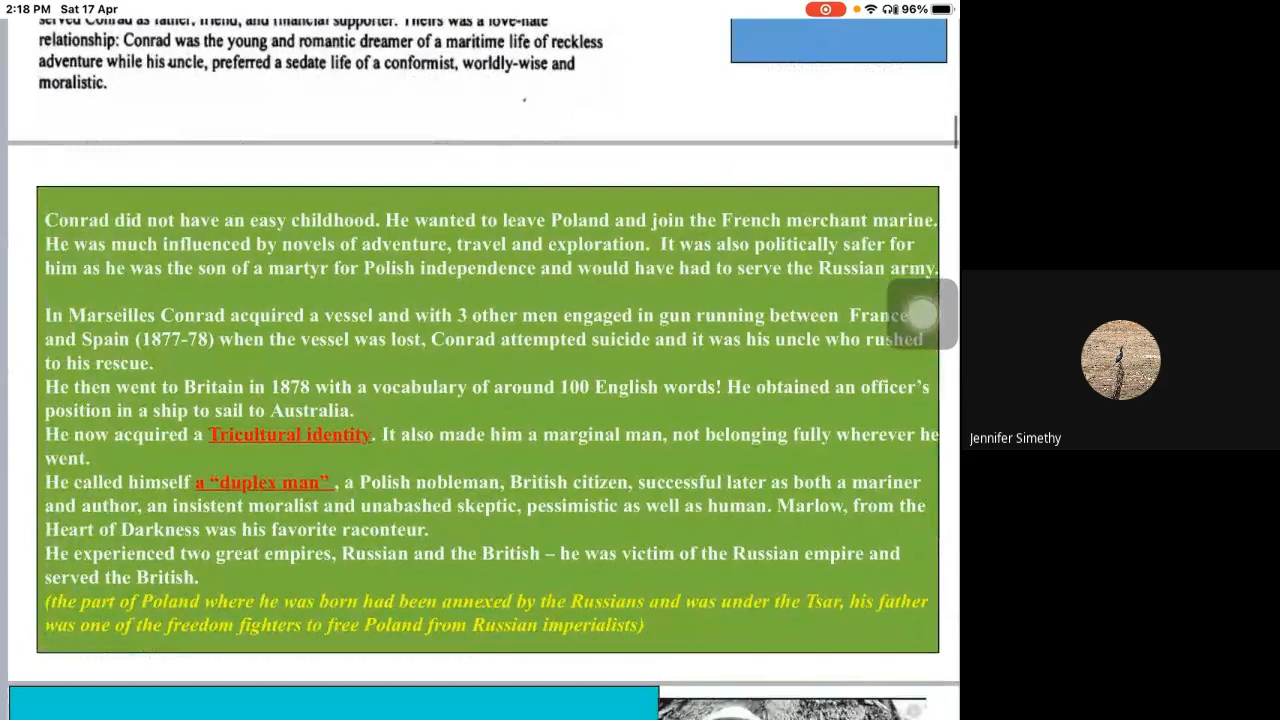 2:18 PM Sat 17 Apr
96%
served Conrad as father, friend, and financial supporter. Theirs was a love-hate
relationship: Conrad was the young and romantic dreamer of a maritime life of reckless
adventure while his uncle, preferred a sedate life of a conformist, worldly-wise and
moralistic.
Conrad did not have an easy childhood. He wanted to leave Poland and join the French merchant marine.
He was much influenced by novels of adventure, travel and exploration. It was also politically safer for
him as he was the son of a martyr for Polish independence and would have had to serve the Russian army.
In Marseilles Conrad acquired a vessel and with 3 other men engaged in gun running between France
and Spain (1877-78) when the vessel was lost, Conrad attempted suicide and it was his uncle who rushed
to his rescue.
He then went to Britain in 1878 with a vocabulary of around 100 English words! He obtained an officer's
position in a ship to sail to Australia.
He now acquired a Tricultural identity. It also made him a marginal man, not belonging fully wherever he
went.
He called himself a “duplex man” , a Polish nobleman, British citizen, successful later as both a mariner
and author, an insistent moralist and unabashed skeptic, pessimistic as well as human. Marlow, from the
Heart of Darkness was his favorite raconteur.
He experienced two great empires, Russian and the British – he was victim of the Russian empire and
served the British.
(the part of Poland where he was born had been annexed by the Russians and was under the Tsar, his father
was one of the freedom fighters to free Poland from Russian imperialists)
Jennifer Simethy